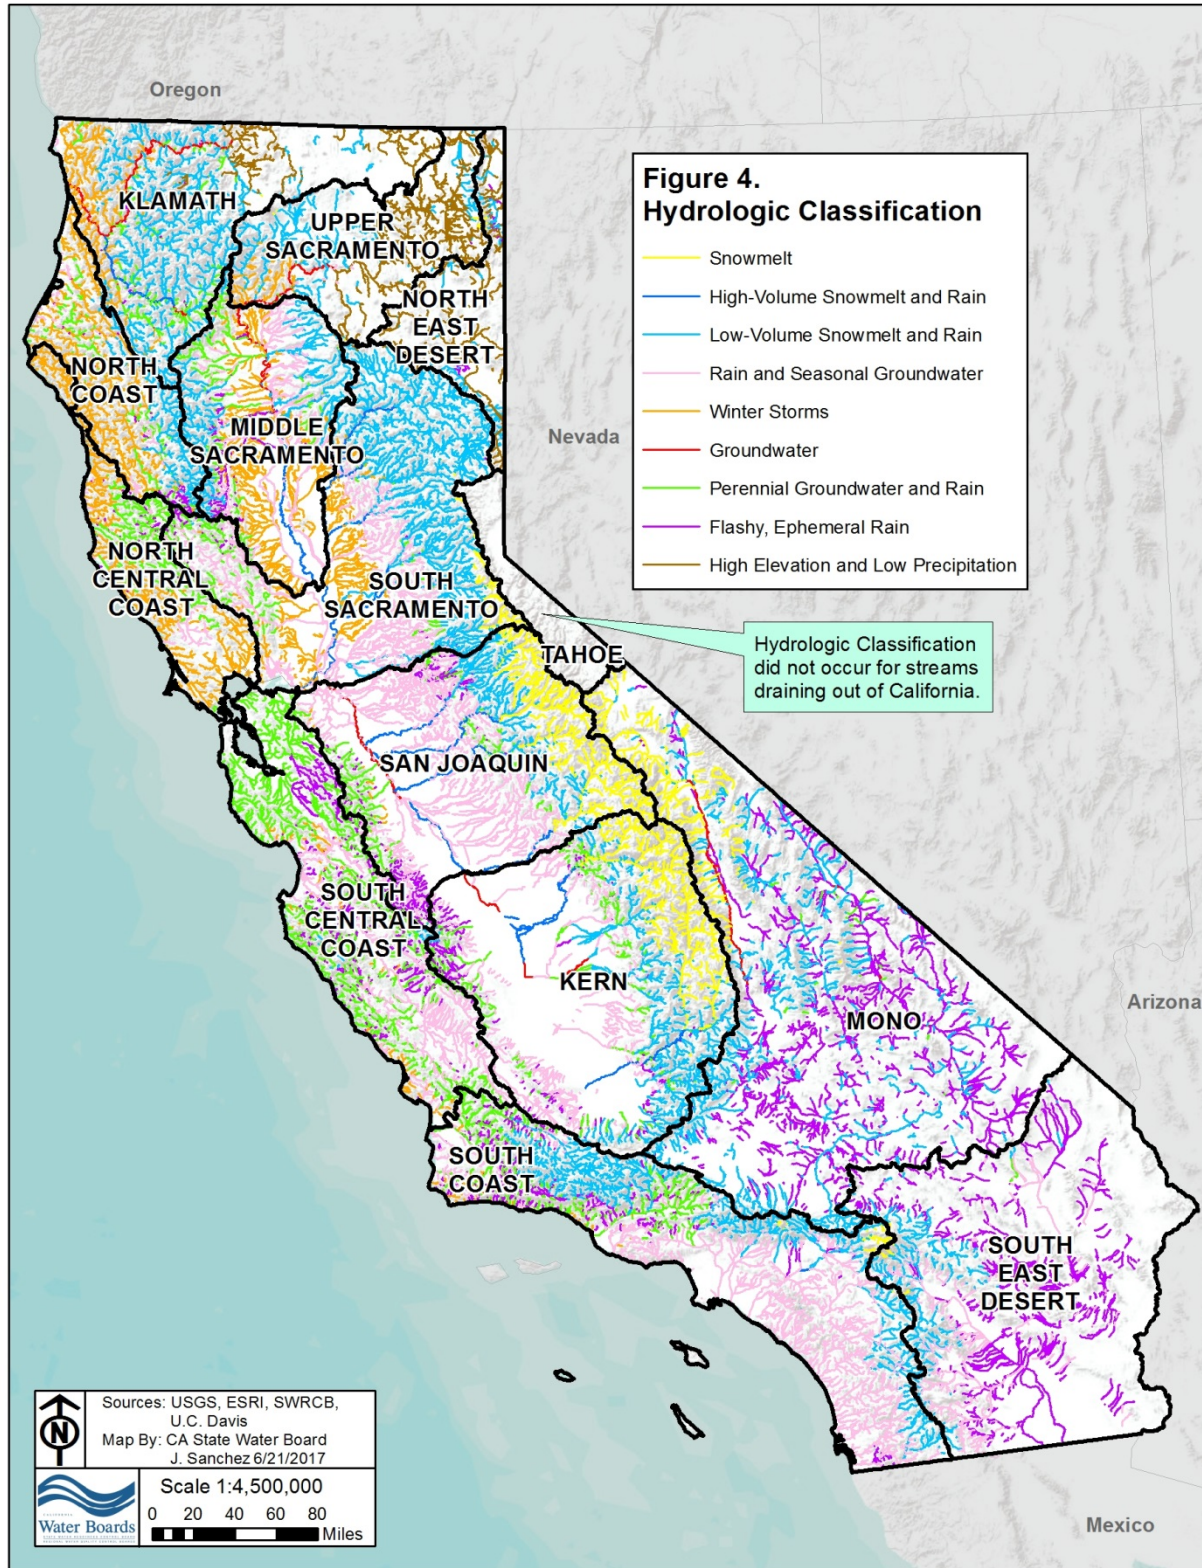 Oregon
Figure 4.
Hydrologic Classification
Snowmelt
High-Volume Snowmelt and Rain
Low-Volume Snowmelt and Rain
Rain and Seasonal Groundwater
Winter Storms
Groundwater
Perennial Groundwater and Rain
Flashy, Ephemeral Rain
High Elevation and Low Precipitation
KLAMATH
UPPER
SACRAMENTO
NORTH
EAST
DESERT
NORTH
COAST
MIDDLE
SACRAMENTO
Nevada
NORTH
CENTRAL
COAST
SOUTH
SACRAMENTO
TAHOE
Hydrologic Classification
did not occur for streams
draining out of California.
SAN JOAQUIN
SOUTH
CENTRAL
COAST
KERN
MONO
Arizona
SOUTH
COAST
SOUTH
EAST
DESERT
N
Sources: USGS, ESRI, SWRCB,
U.C. Davis
Map By: CA State Water Board
J. Sanchez 6/21/2017
CALIFORNIA
Water Boards
Scale 1:4,500,000
0 20 40 60 80
Miles
Mexico